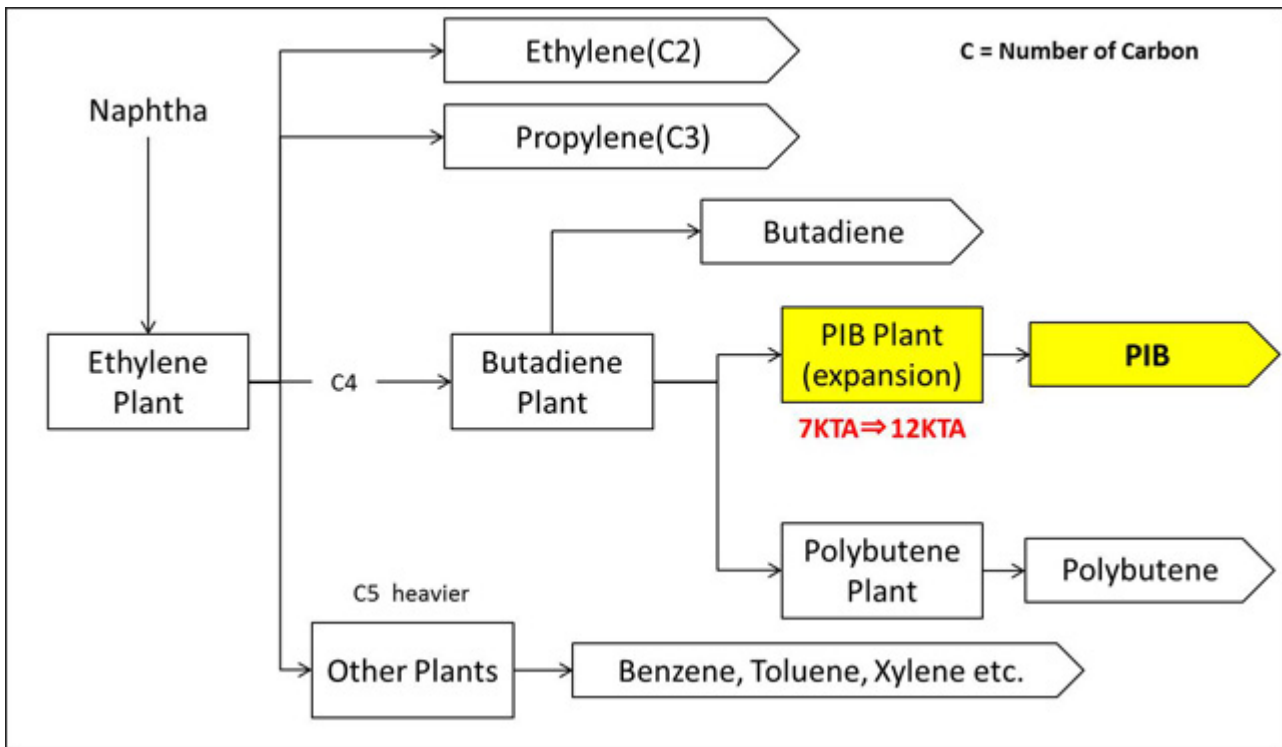 Ethylene(C2)
C = Number of Carbon
Naphtha
Propylene(C3)
Butadiene
Ethylene
Plant
C4
Butadiene
Plant
PIB Plant
(expansion)
PIB
7KTA⇒12KTA
Polybutene
Plant
Polybutene
C5 heavier
Other Plants
Benzene, Toluene, Xylene etc.